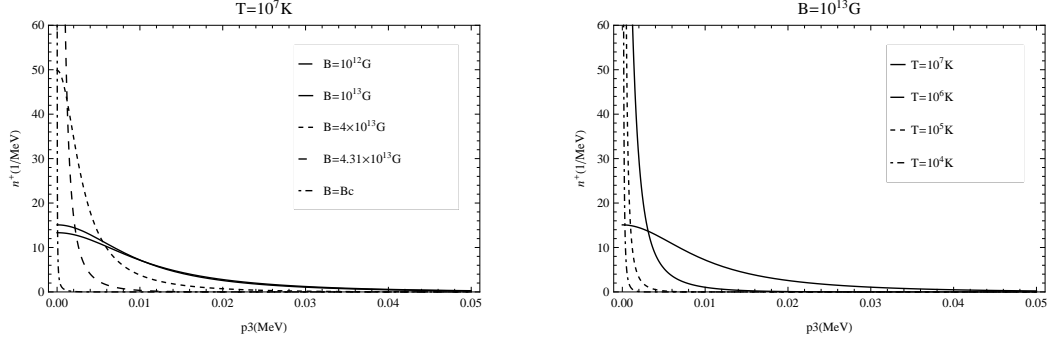 T=10⁷K
60
50
40
30
20
10
0
n⁺(1/MeV)
B=10¹²G
B=10¹³G
B=4×10¹³G
B=4.31×10¹³G
B=Bc
0.00 0.01 0.02 0.03 0.04 0.05
p3(MeV)
B=10¹³G
60
50
40
30
20
10
0
n⁺(1/MeV)
T=10⁷K
T=10⁶K
T=10⁵K
T=10⁴K
0.00 0.01 0.02 0.03 0.04 0.05
p3(MeV)